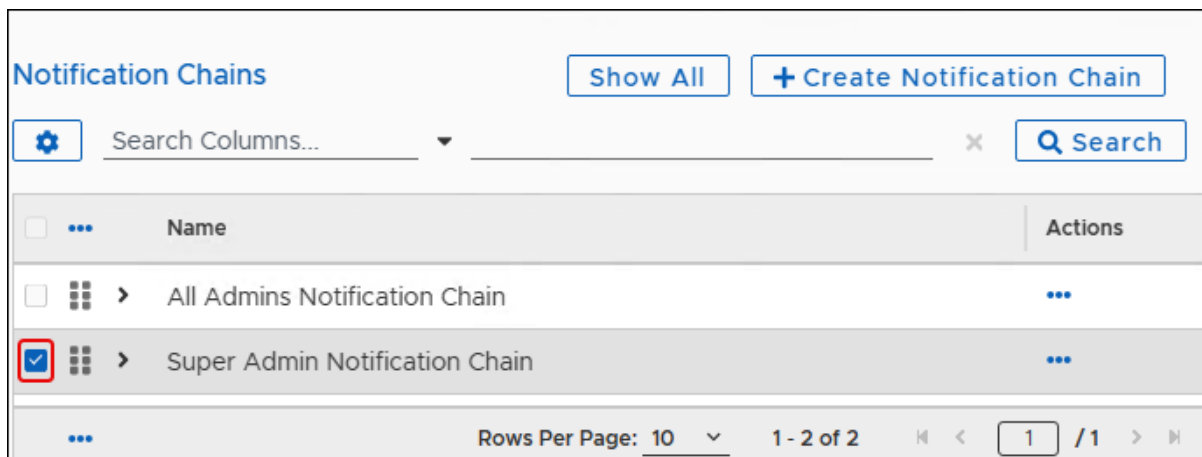 Notification Chains Show All + Create Notification Chain
Search Columns... Search
Name Actions
All Admins Notification Chain
Super Admin Notification Chain
Rows Per Page: 10 1 - 2 of 2 1 / 1